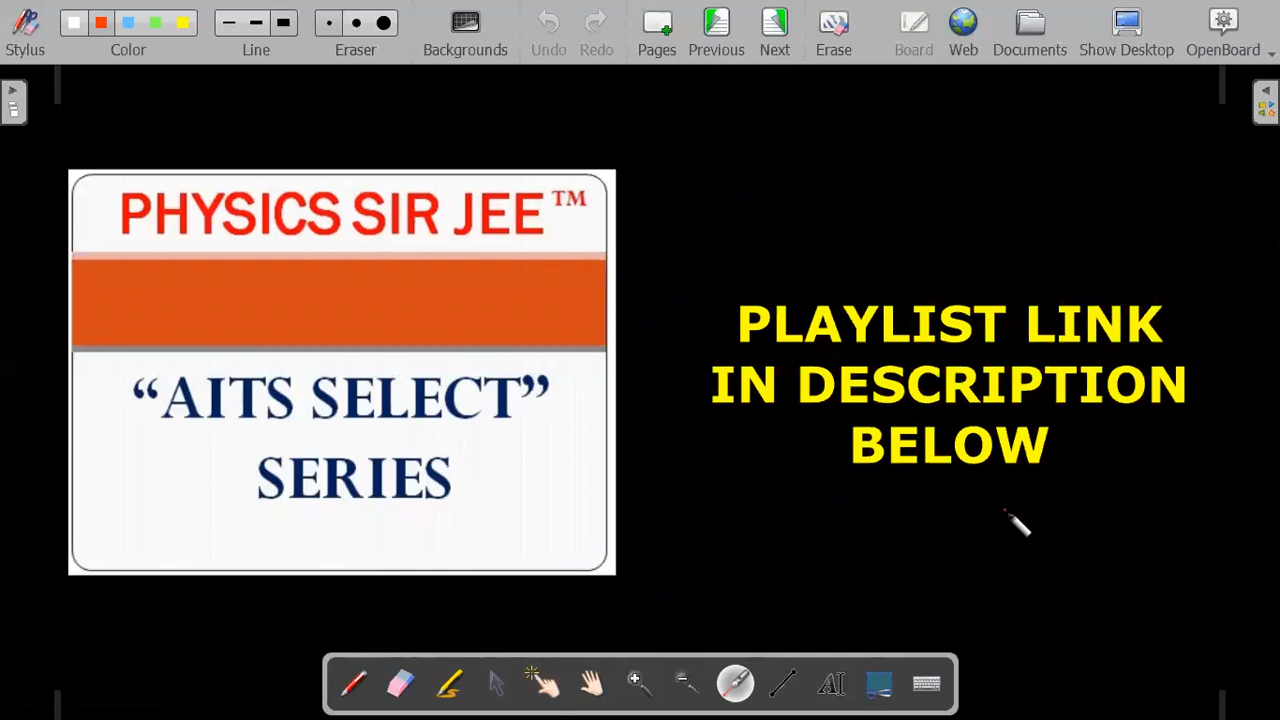 Stylus
Color
Line
Eraser
Backgrounds
Undo
Redo
Pages
Previous
Next
Erase
Board
Web
Documents
Show Desktop
OpenBoard
PHYSICS SIR JEE™
“AITS SELECT”
SERIES
PLAYLIST LINK
IN DESCRIPTION
BELOW
AI